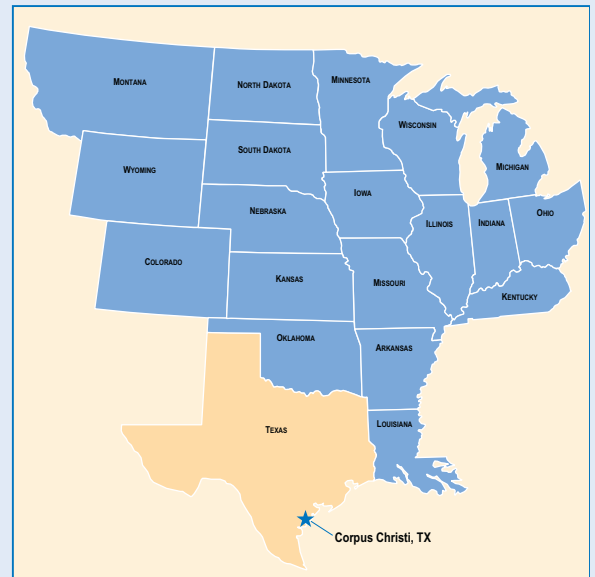 MONTANA
NORTH DAKOTA
MINNESOTA
WISCONSIN
SOUTH DAKOTA
MICHIGAN
WYOMING
IOWA
NEBRASKA
ILLINOIS
INDIANA
OHIO
COLORADO
KANSAS
MISSOURI
KENTUCKY
OKLAHOMA
ARKANSAS
TEXAS
LOUISIANA
Corpus Christi, TX